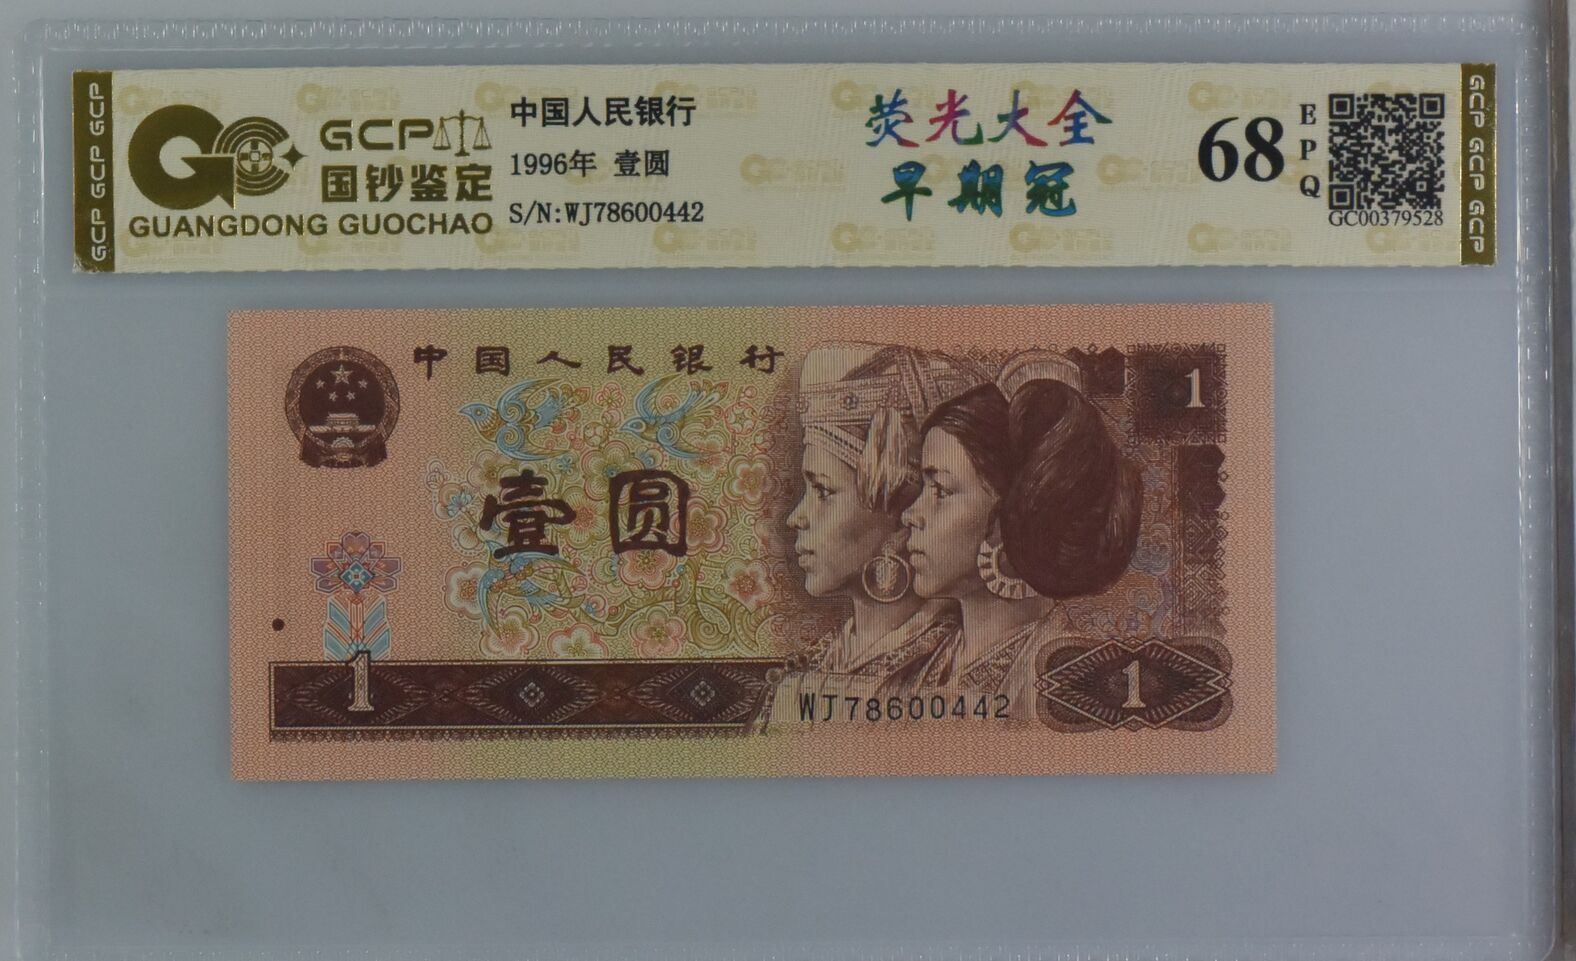 GCP GCP GCP
GCP
国钞鉴定
GUANGDONG GUOCHAO
中国人民银行
1996年 壹圆
S/N:WJ78600442
荧光大全
早期冠
68
EPQ
GC00379528
GCP GCP GCP
中国人民银行
1
壹圆
1
WJ78600442
1